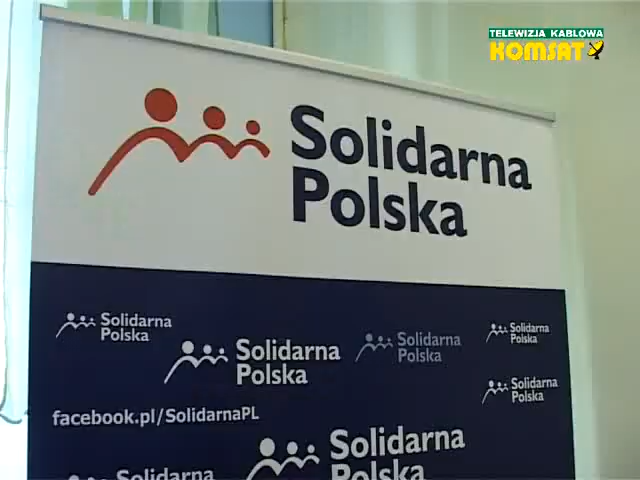 TELEWIZJA KABLOWA
KOMSAT
Solidarna
Polska
Solidarna
Polska
Solidarna
Polska
Solidarna
Polska
Solidarna
Polska
Solidarna
Polska
facebook.pl/SolidarnaPL
Solidarna
Polska
Solidarna